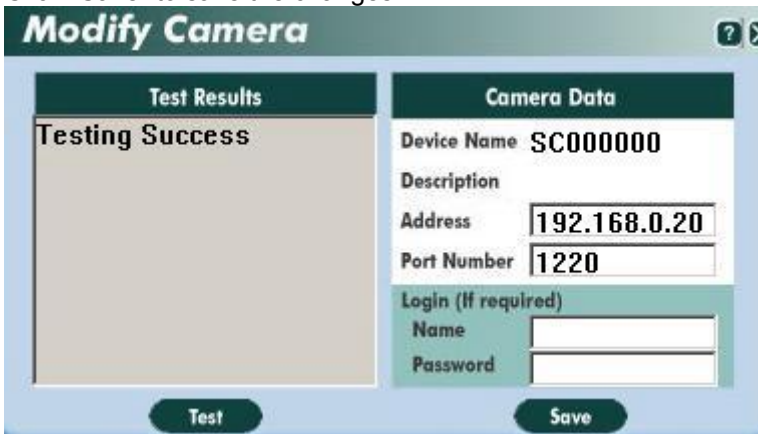 Modify Camera
?
Test Results
Testing Success
Test
Camera Data
Device Name SC000000
Description
Address 192.168.0.20
Port Number 1220
Login (If required)
Name
Password
Save